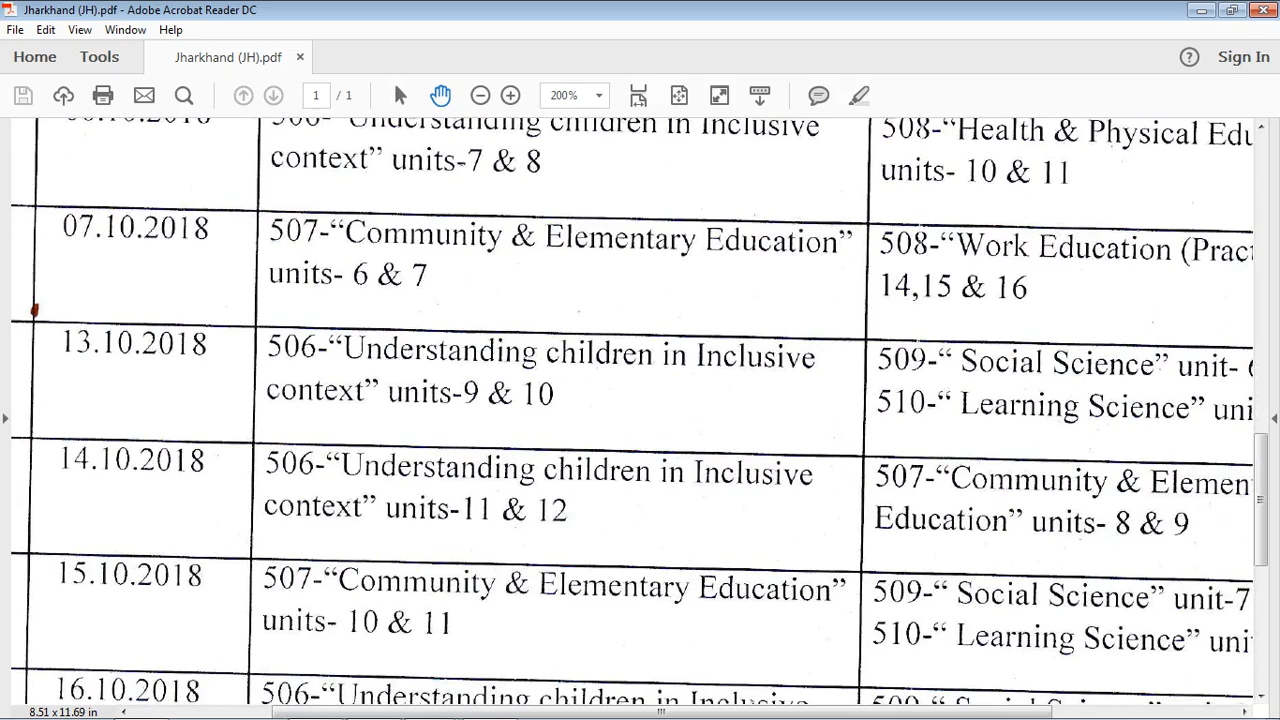 Jharkhand (JH).pdf - Adobe Acrobat Reader DC
File Edit View Window Help
Home Tools Jharkhand (JH).pdf × Sign In
1 / 1 200%
06.10.2018 506-“Understanding children in Inclusive
context” units-7 & 8
508-“Health & Physical Edu
units- 10 & 11
07.10.2018 507-“Community & Elementary Education”
units- 6 & 7
508-“Work Education (Prac
14,15 & 16
13.10.2018 506-“Understanding children in Inclusive
context” units-9 & 10
509-“ Social Science” unit-
510-“ Learning Science” uni
14.10.2018 506-“Understanding children in Inclusive
context” units-11 & 12
507-“Community & Elemen
Education” units- 8 & 9
15.10.2018 507-“Community & Elementary Education”
units- 10 & 11
509-“ Social Science” unit-7
510-“ Learning Science” uni
16.10.2018 506-“Understanding children in Inclusive
509-“ Social Science”
8.51 x 11.69 in